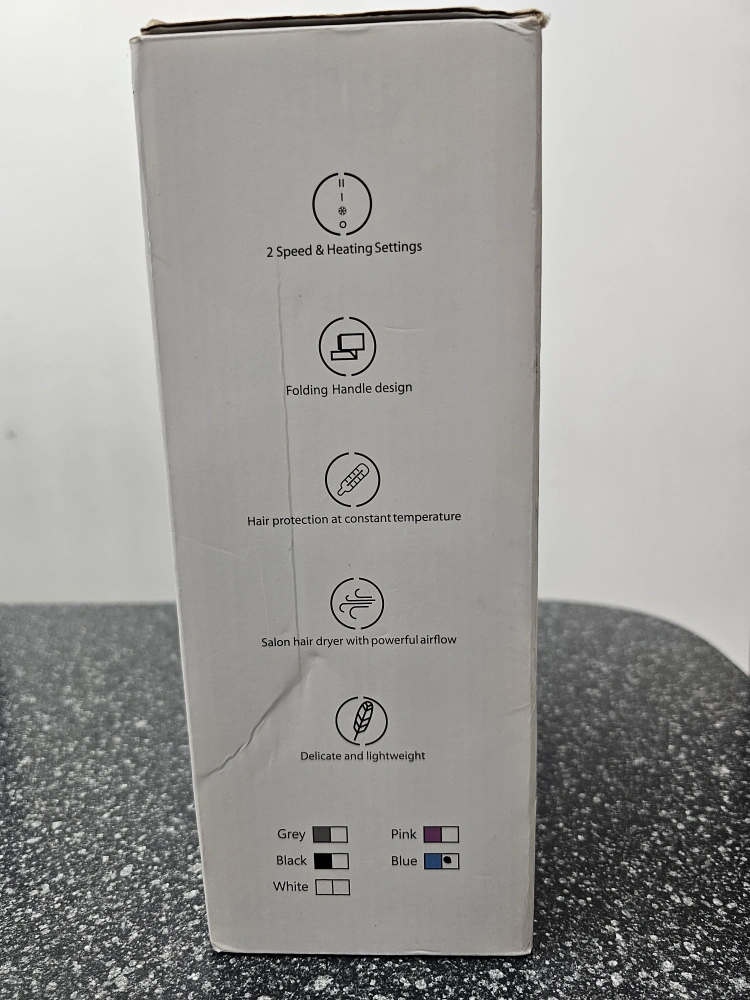 II
I
O
2 Speed & Heating Settings
Folding Handle design
Hair protection at constant temperature
Salon hair dryer with powerful airflow
Delicate and lightweight
Grey Pink
Black Blue
White